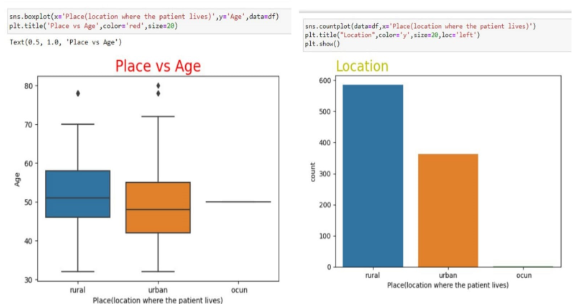 sns.boxplot(x='Place(location where the patient lives)',y='Age',data=df)
plt.title('Place vs Age',color='red',size=20)
Text(0.5, 1.0, 'Place vs Age')
Place vs Age
80
70
60
50
40
30
Age
rural
urban
ocun
Place(location where the patient lives)
sns.countplot(data=df,x='Place(location where the patient lives)')
plt.title("Location",color='y',size=20,loc='left')
plt.show()
Location
600
500
400
300
200
100
0
count
rural
urban
ocun
Place(location where the patient lives)